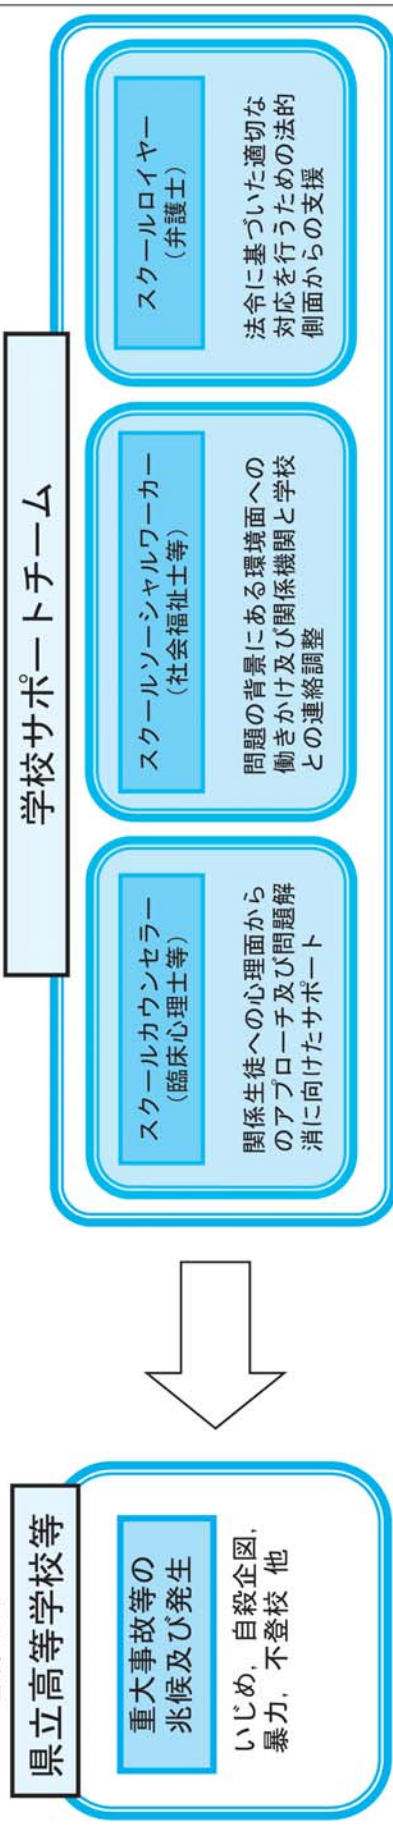 県立高等学校等
重大事故等の
兆候及び発生
いじめ，自殺企図，
暴力，不登校 他
学校サポートチーム
スクールカウンセラー
（臨床心理士等）
関係生徒への心理面から
のアプローチ及び問題解
消に向けたサポート
スクールソーシャルワーカー
（社会福祉士等）
問題の背景にある環境面への
働きかけ及び関係機関と学校
との連絡調整
スクールロイヤー
（弁護士）
法令に基づいた適切な
対応を行うための法的
側面からの支援